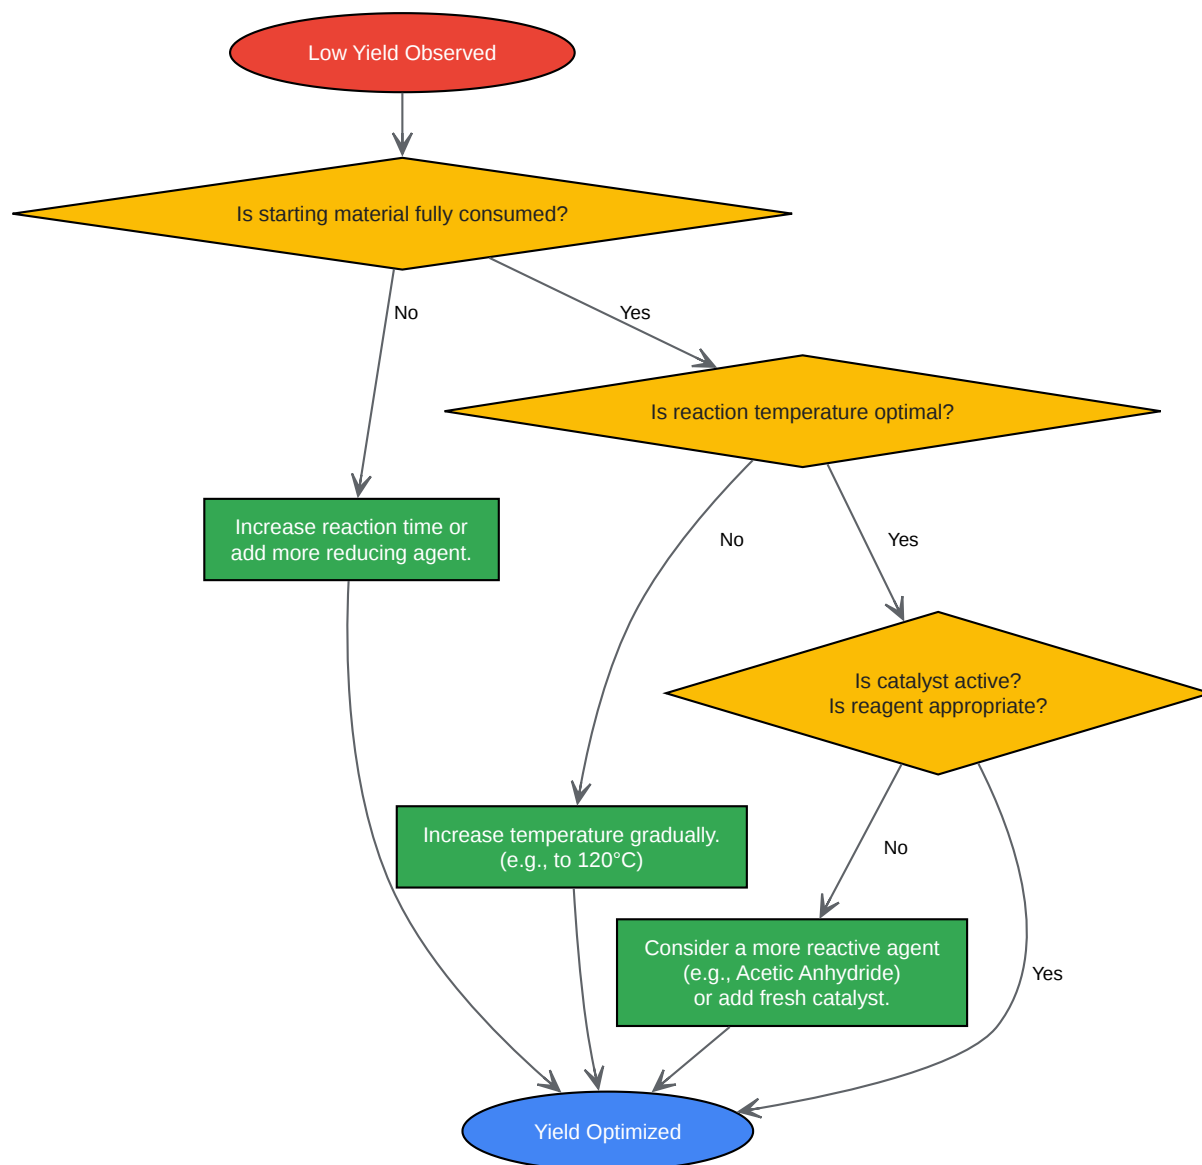 Low Yield Observed
Is starting material fully consumed?
No
Yes
Is reaction temperature optimal?
Increase reaction time or
add more reducing agent.
No
Yes
Is catalyst active?
Is reagent appropriate?
Increase temperature gradually.
(e.g., to 120°C)
No
Consider a more reactive agent
(e.g., Acetic Anhydride)
or add fresh catalyst.
Yes
Yield Optimized